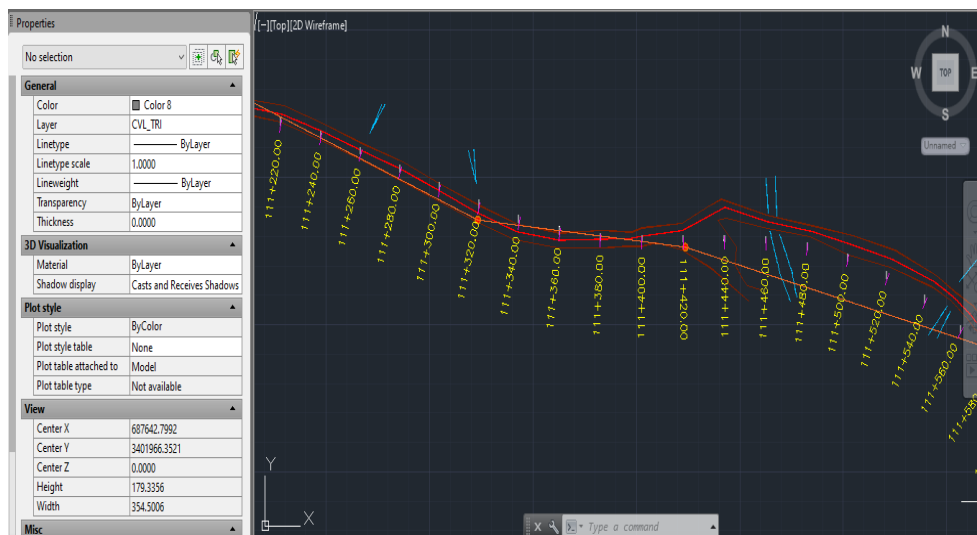 Properties
No selection
General
Color Color 8
Layer CVL_TRI
Linetype ByLayer
Linetype scale 1.0000
Lineweight ByLayer
Transparency ByLayer
Thickness 0.0000
3D Visualization
Material ByLayer
Shadow display Casts and Receives Shadows
Plot style
Plot style ByColor
Plot style table None
Plot table attached to Model
Plot table type Not available
View
Center X 687642.7992
Center Y 3401966.3521
Center Z 0.0000
Height 179.3356
Width 354.5006
Misc
[−][Top][2D Wireframe]
N
W TOP E
S
Unnamed
111+220.00
111+240.00
111+260.00
111+280.00
111+300.00
111+320.00
111+340.00
111+360.00
111+380.00
111+400.00
111+420.00
111+440.00
111+460.00
111+480.00
111+500.00
111+520.00
111+540.00
111+560.00
111+580
Y
X
Type a command